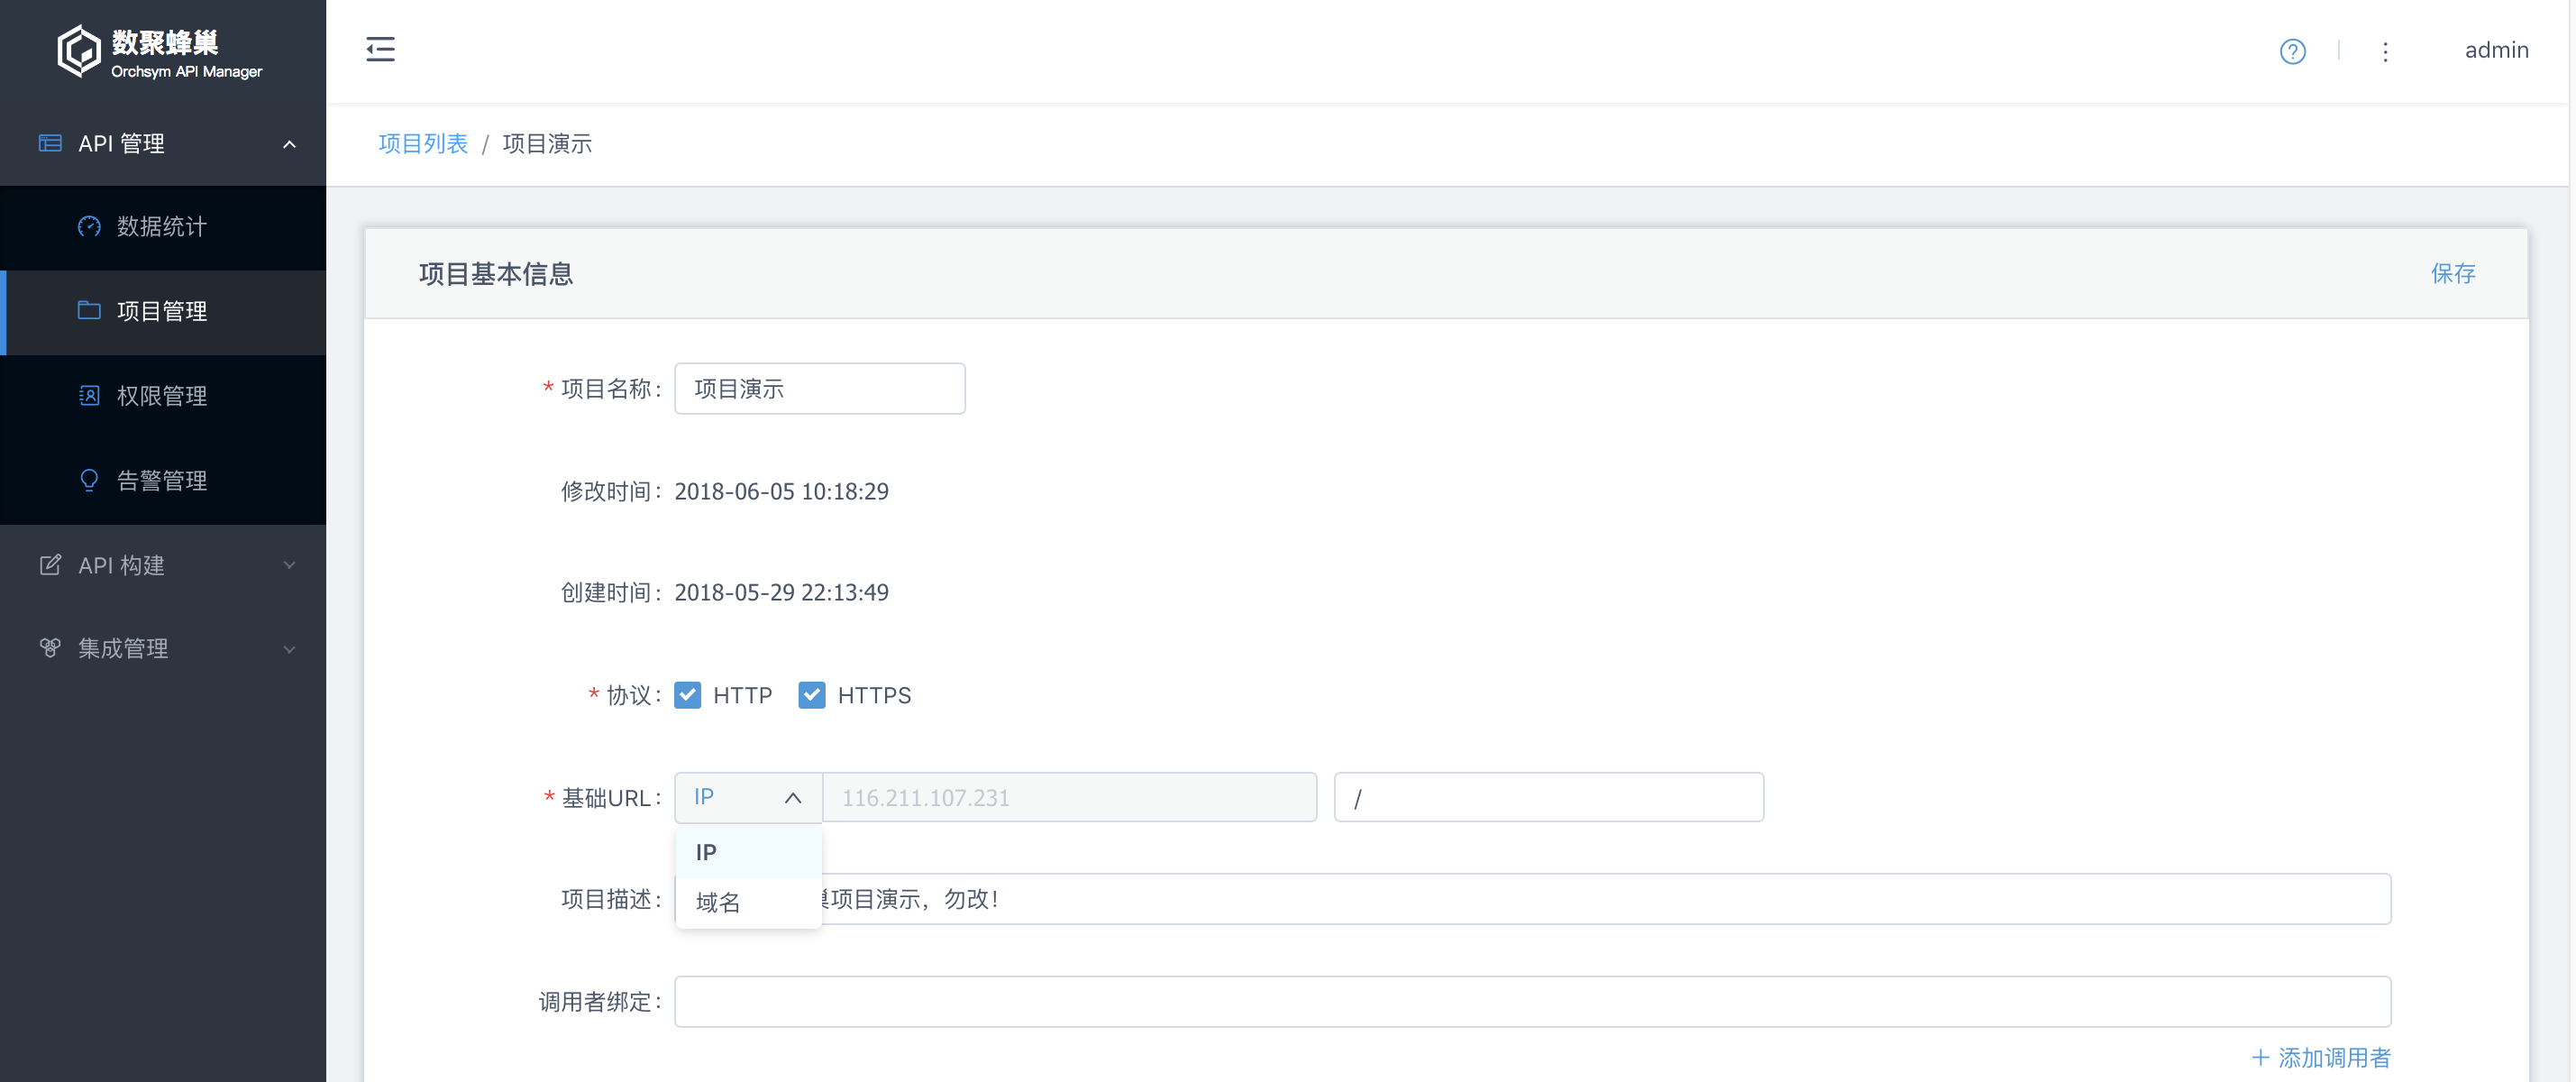 数聚蜂巢
Orchsym API Manager
admin
API 管理
项目列表 / 项目演示
数据统计
项目基本信息
保存
项目管理
* 项目名称: 项目演示
权限管理
告警管理
修改时间: 2018-06-05 10:18:29
API 构建
创建时间: 2018-05-29 22:13:49
集成管理
* 协议: HTTP HTTPS
* 基础URL: IP 116.211.107.231 /
IP
域名
项目描述: 项目演示，勿改！
调用者绑定:
+ 添加调用者